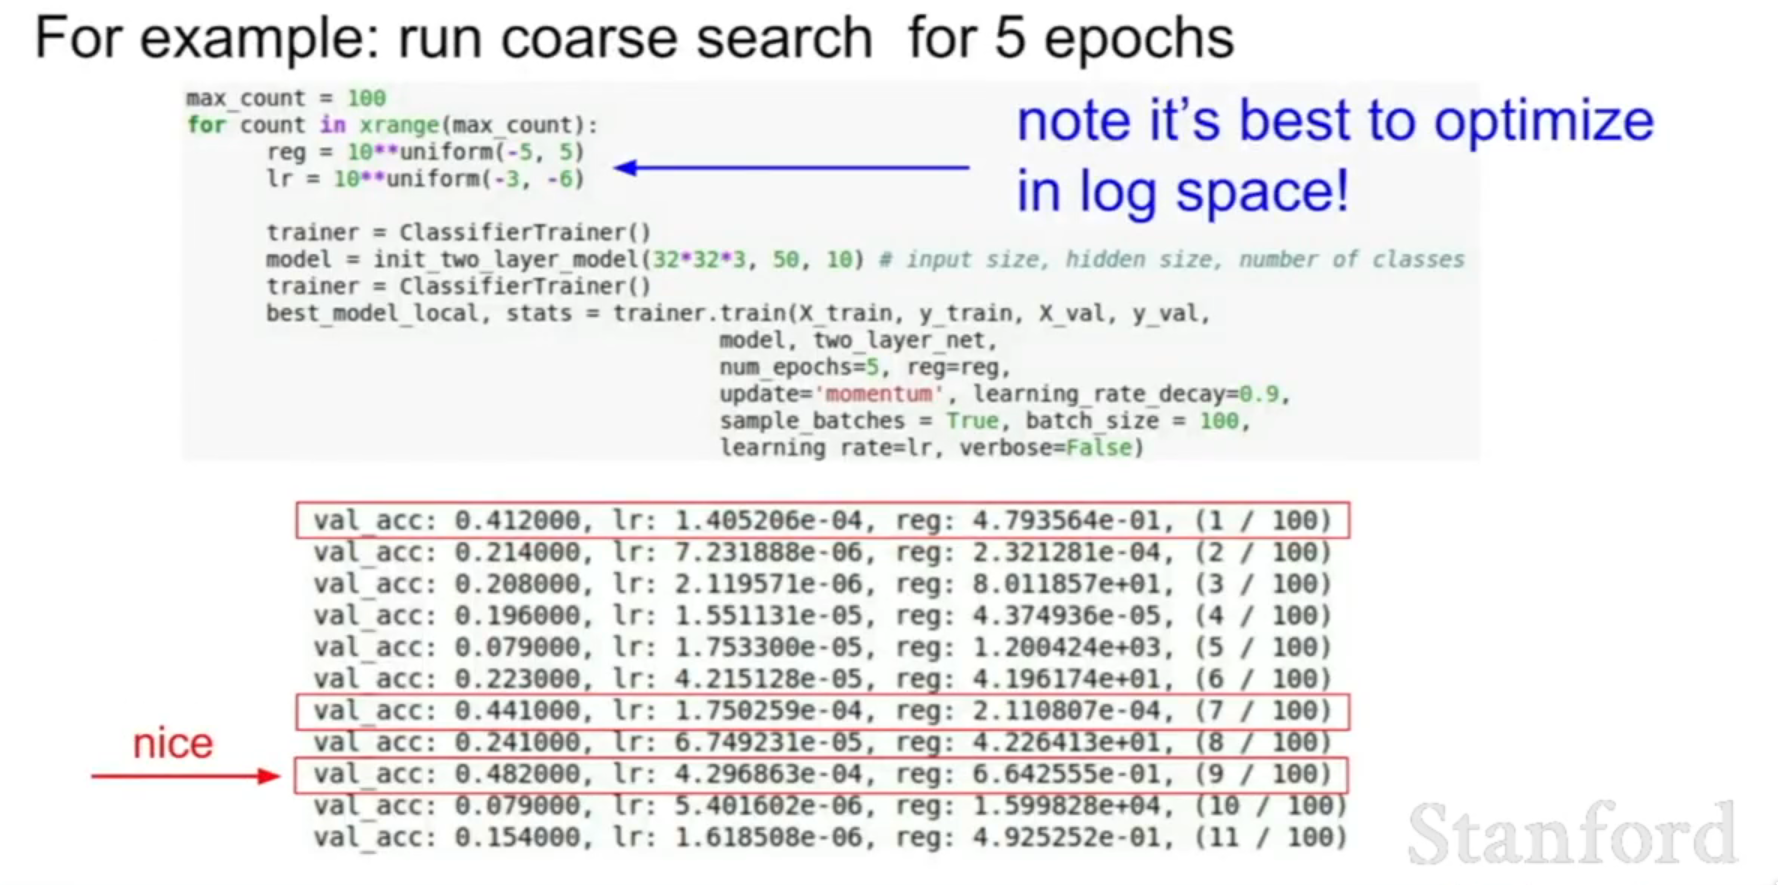 For example: run coarse search for 5 epochs
max_count = 100
for count in xrange(max_count):
reg = 10**uniform(-5, 5)
lr = 10**uniform(-3, -6)
note it's best to optimize
in log space!
trainer = ClassifierTrainer()
model = init_two_layer_model(32*32*3, 50, 10) # input size, hidden size, number of classes
trainer = ClassifierTrainer()
best_model_local, stats = trainer.train(X_train, y_train, X_val, y_val,
model, two_layer_net,
num_epochs=5, reg=reg,
update='momentum', learning_rate_decay=0.9,
sample_batches = True, batch_size = 100,
learning_rate=lr, verbose=False)
val_acc: 0.412000, lr: 1.405206e-04, reg: 4.793564e-01, (1 / 100)
val_acc: 0.214000, lr: 7.231888e-06, reg: 2.321281e-04, (2 / 100)
val_acc: 0.208000, lr: 2.119571e-06, reg: 8.011857e+01, (3 / 100)
val_acc: 0.196000, lr: 1.551131e-05, reg: 4.374936e-05, (4 / 100)
val_acc: 0.079000, lr: 1.753300e-05, reg: 1.200424e+03, (5 / 100)
val_acc: 0.223000, lr: 4.215128e-05, reg: 4.196174e+01, (6 / 100)
val_acc: 0.441000, lr: 1.750259e-04, reg: 2.110807e-04, (7 / 100)
val_acc: 0.241000, lr: 6.749231e-05, reg: 4.226413e+01, (8 / 100)
nice
val_acc: 0.482000, lr: 4.296863e-04, reg: 6.642555e-01, (9 / 100)
val_acc: 0.079000, lr: 5.401602e-06, reg: 1.599828e+04, (10 / 100)
val_acc: 0.154000, lr: 1.618508e-06, reg: 4.925252e-01, (11 / 100)
Stanford